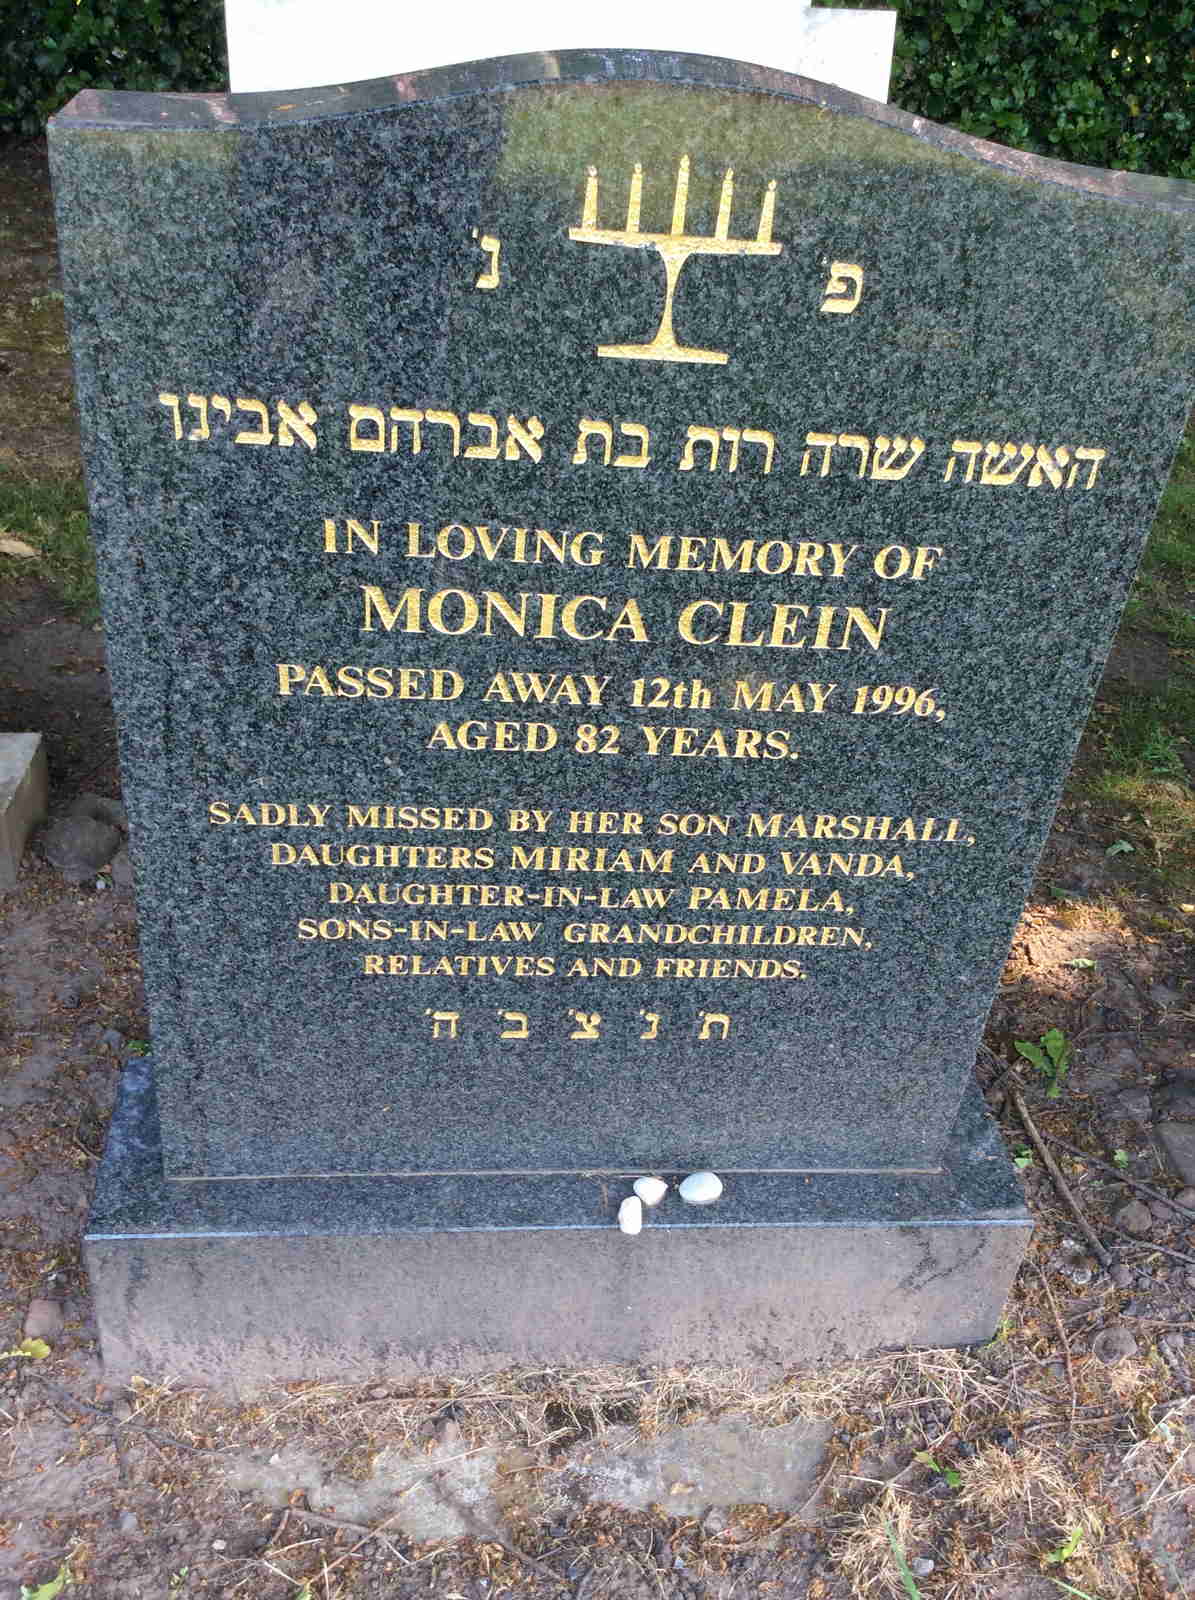 פ' נ'
האשה שרה רות בת אברהם אבינו
IN LOVING MEMORY OF
MONICA CLEIN
PASSED AWAY 12th MAY 1996,
AGED 82 YEARS.
SADLY MISSED BY HER SON MARSHALL,
DAUGHTERS MIRIAM AND VANDA,
DAUGHTER-IN-LAW PAMELA,
SONS-IN-LAW GRANDCHILDREN,
RELATIVES AND FRIENDS.
ת' נ' צ' ב' ה'